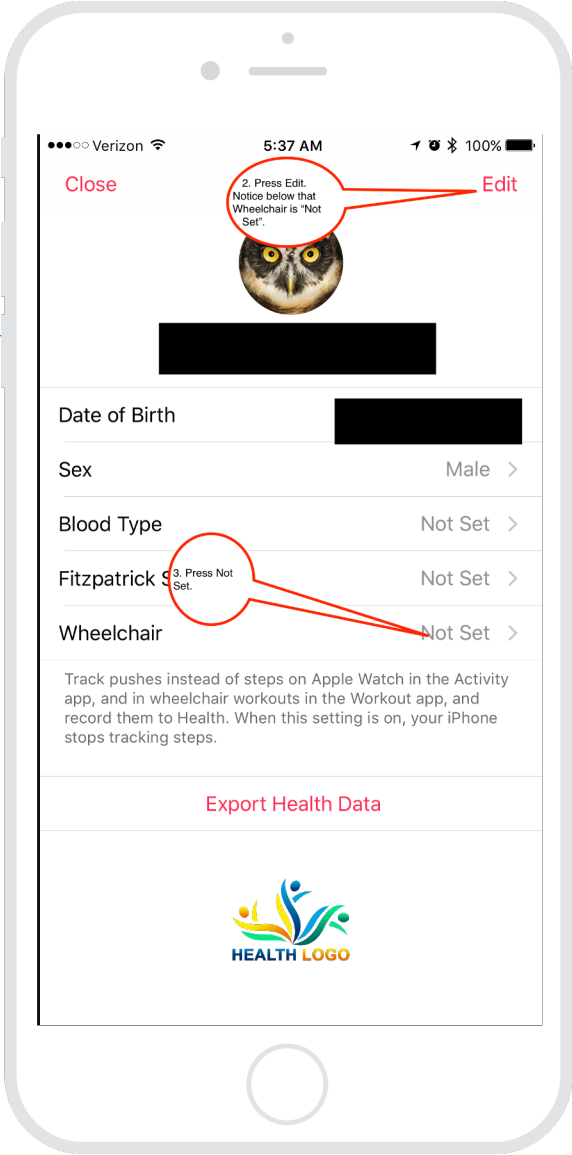 Verizon 5:37 AM 100%
Close
Edit
2. Press Edit.
Notice below that
Wheelchair is “Not
Set”.
Date of Birth
Sex Male
Blood Type Not Set
Fitzpatrick S Not Set
3. Press Not
Set.
Wheelchair Not Set
Track pushes instead of steps on Apple Watch in the Activity
app, and in wheelchair workouts in the Workout app, and
record them to Health. When this setting is on, your iPhone
stops tracking steps.
Export Health Data
HEALTH LOGO